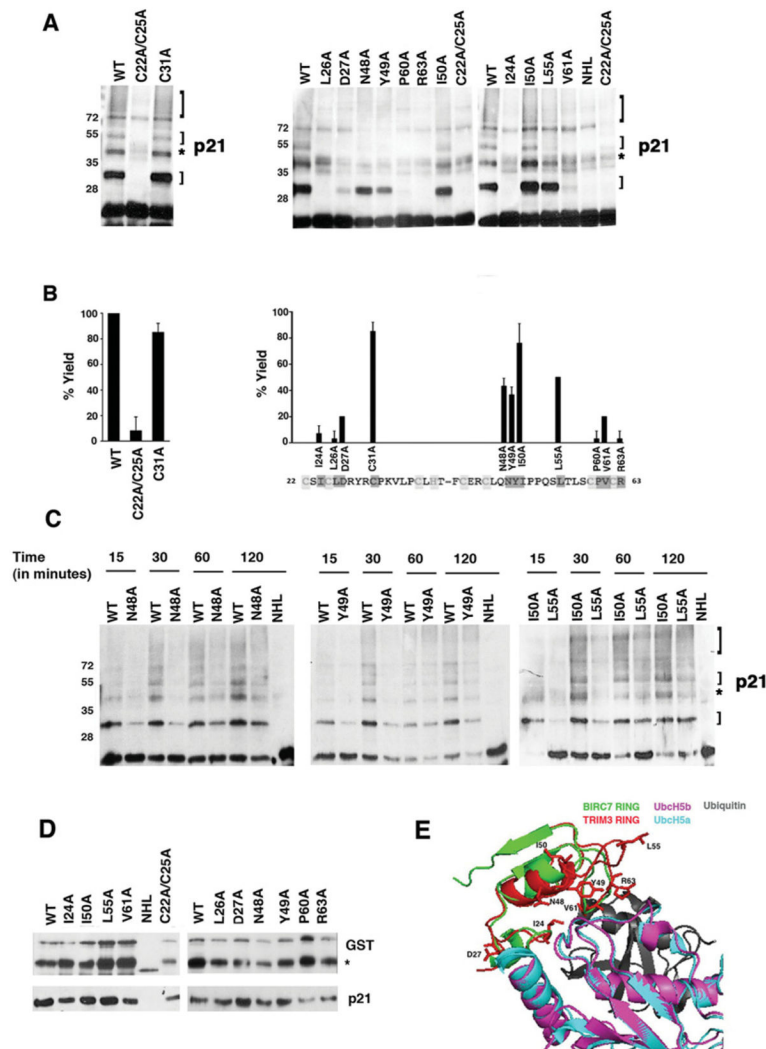 A
WT C22A/C25A C31A
WT L26A D27A N48A Y49A P60A R63A I50A C22A/C25A WT I24A I50A L55A V61A NHL C22A/C25A
72
55
* p21
35
28
72
55
35
28
72
55
* p21
35
28
B
% Yield
100
80
60
40
20
0
WT C22A/C25A C31A
% Yield
100
80
60
40
20
0
I24A L26A D27A C31A N48A Y49A I50A L55A P60A V61A R63A
22 CSICLDRYRCPKVLPCLHT-FCERCLQNYIPPQSLTLSCPVCR 63
C
Time (in minutes)
15 30 60 120
WT N48A WT N48A WT N48A WT N48A NHL
15 30 60 120
WT Y49A WT Y49A WT Y49A WT Y49A NHL
15 30 60 120
I50A L55A I50A L55A I50A L55A I50A L55A NHL
72
55
35
28
* p21
D
WT I24A I50A L55A V61A NHL C22A/C25A
WT L26A D27A N48A Y49A P60A R63A
GST
*
p21
E
BIRC7 RING UbcH5b Ubiquitin
TRIM3 RING UbcH5a
I50
L55
Y49
R63
N48
V61
I24
D27